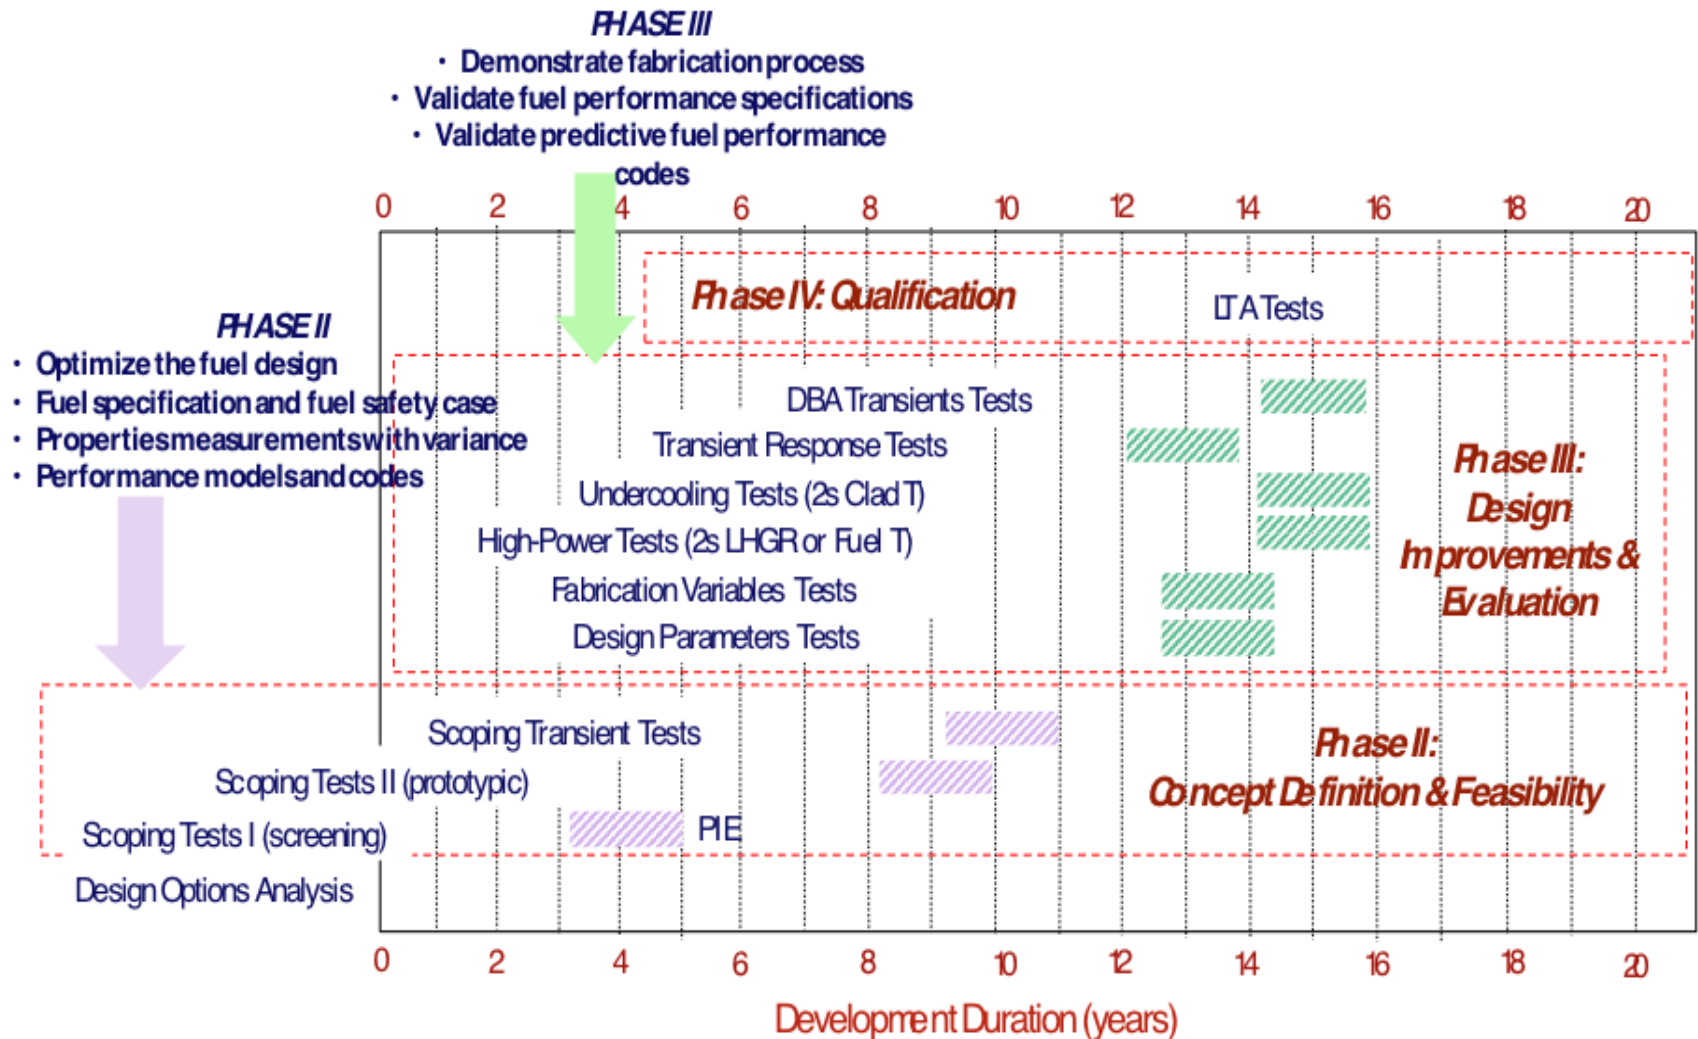 PHASE III
• Demonstrate fabrication process
• Validate fuel performance specifications
• Validate predictive fuel performance
codes
0 2 4 6 8 10 12 14 16 18 20
Phase IV: Qualification
LTA Tests
PHASE II
• Optimize the fuel design
• Fuel specification and fuel safety case
• Properties measurements with variance
• Performance models and codes
DBA Transients Tests
Transient Response Tests
Undercooling Tests (2s Clad T)
High-Power Tests (2s LHGR or Fuel T)
Fabrication Variables Tests
Design Parameters Tests
Phase III:
Design
Improvements &
Evaluation
Scoping Transient Tests
Scoping Tests II (prototypic)
Scoping Tests I (screening)
PIE
Phase II:
Concept Definition & Feasibility
Design Options Analysis
0 2 4 6 8 10 12 14 16 18 20
Development Duration (years)